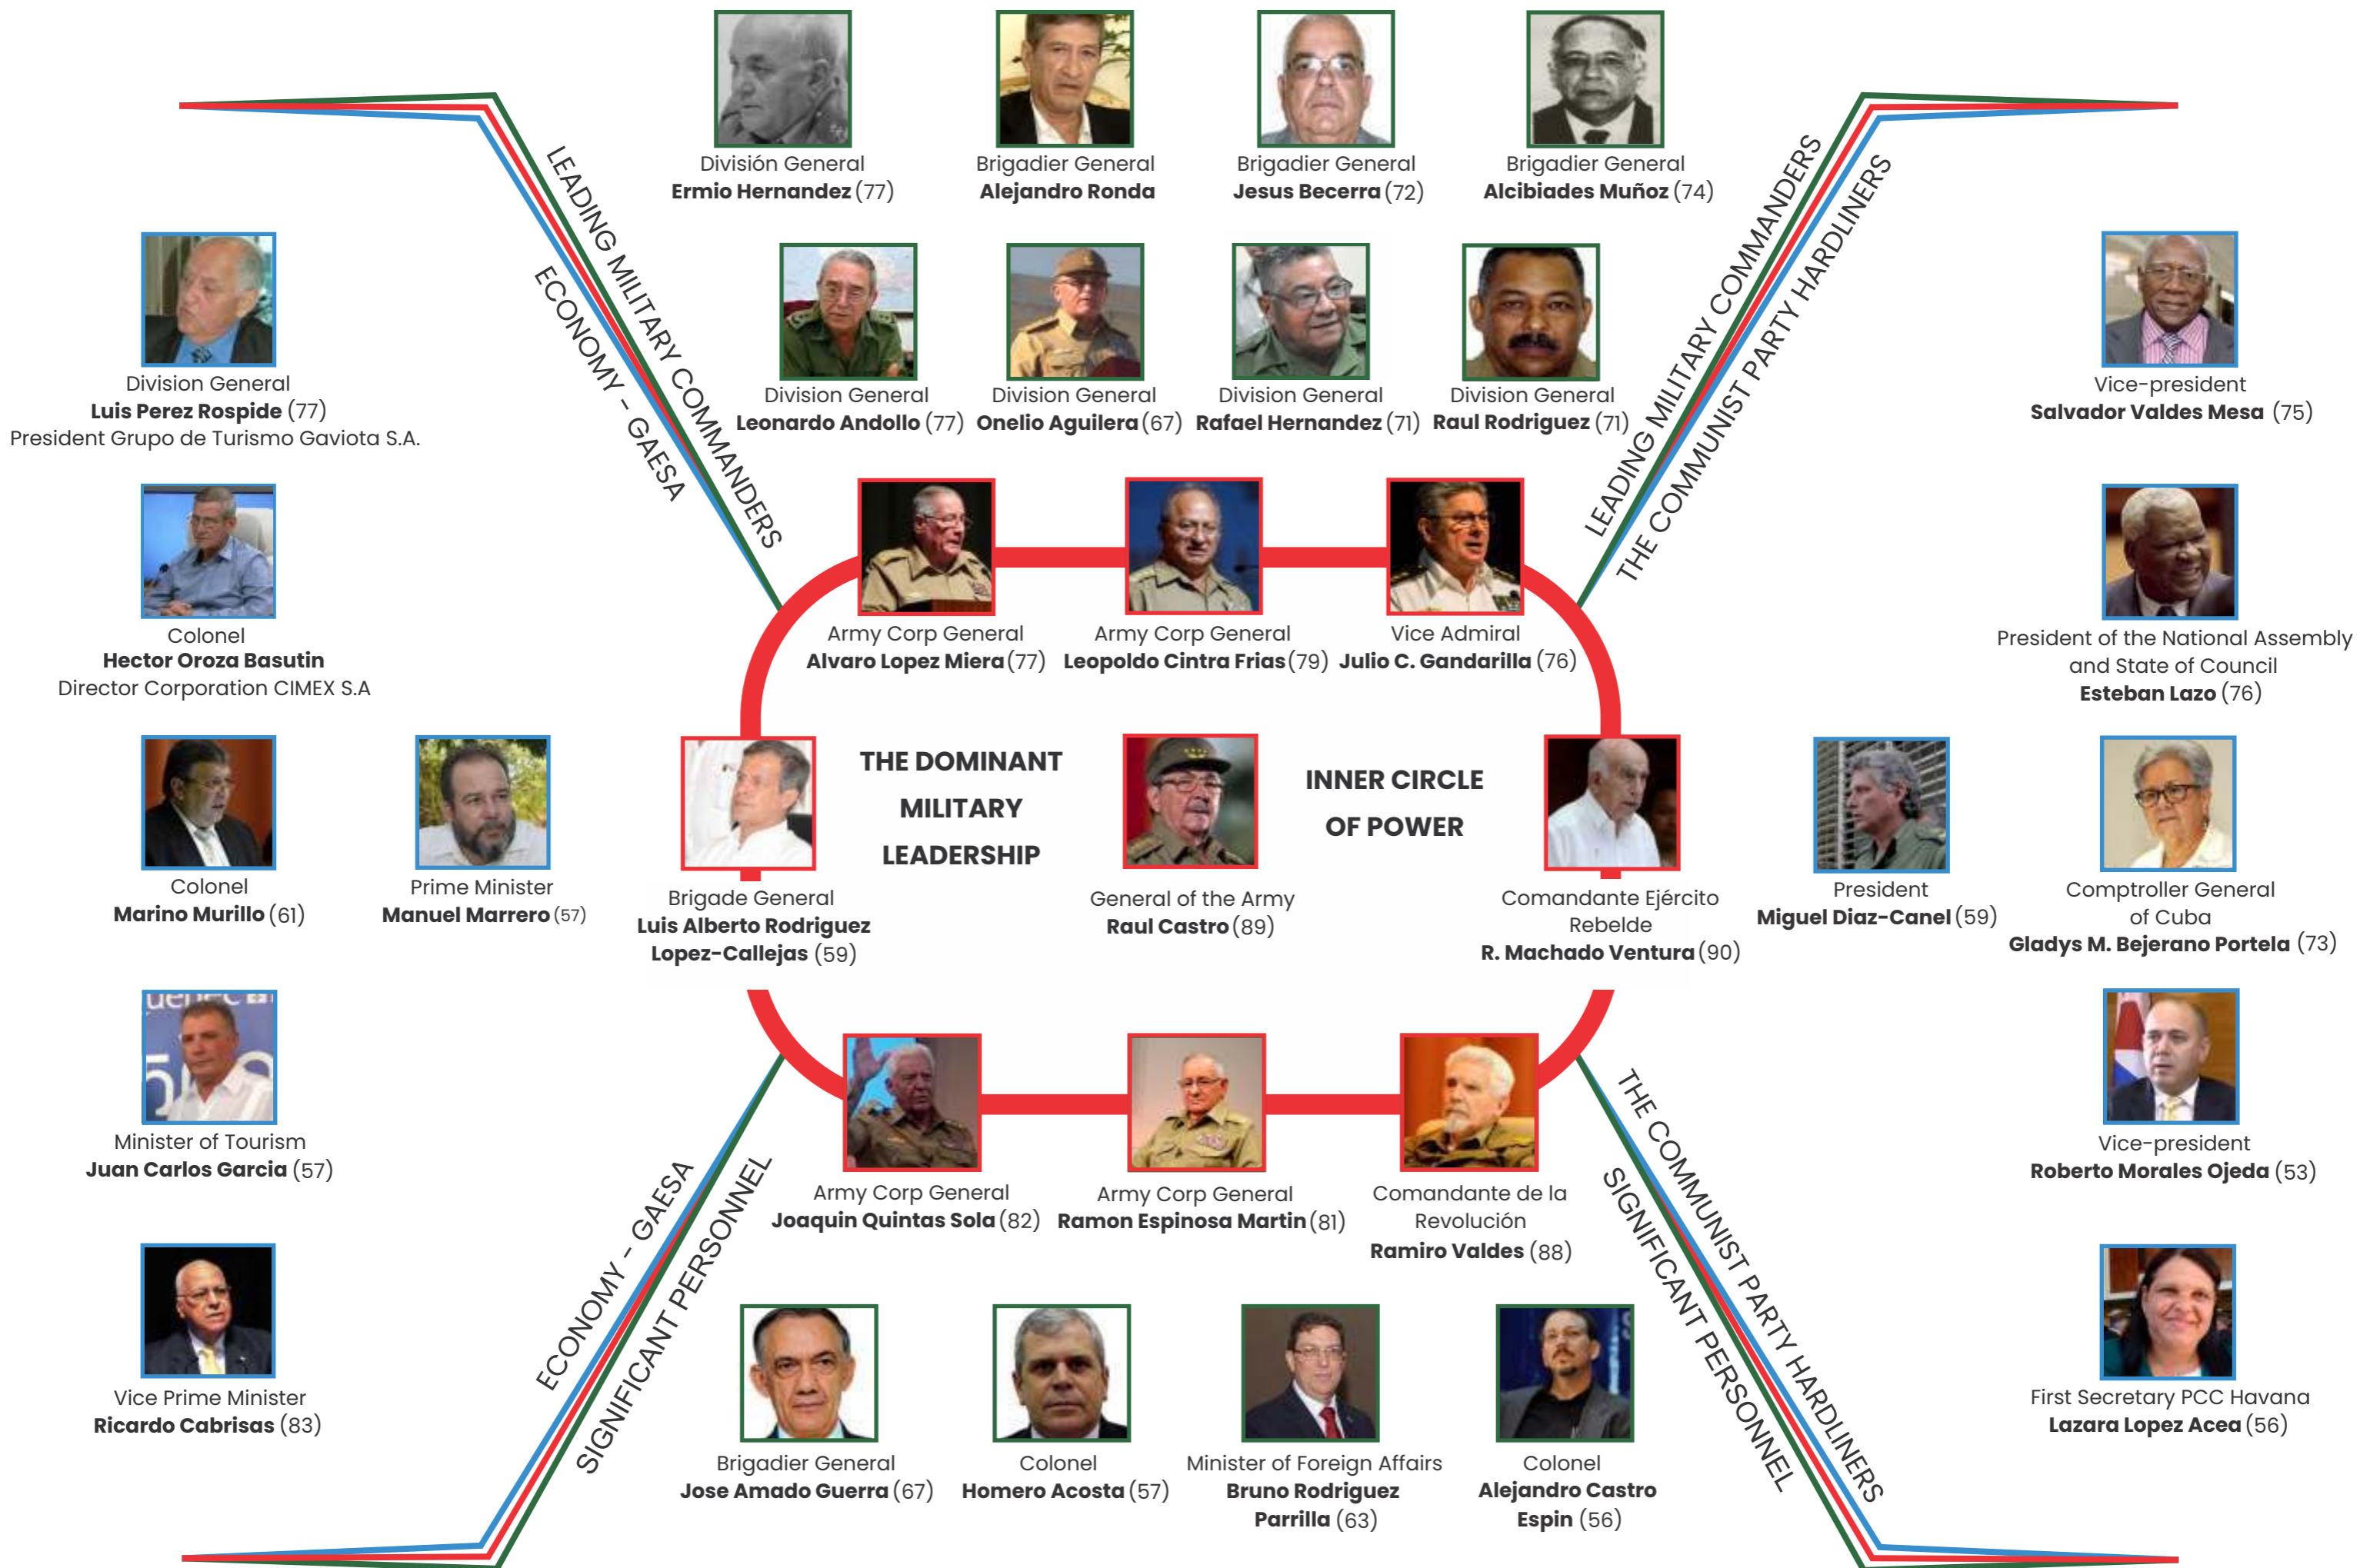 División General
Ermio Hernandez (77)
Brigadier General
Alejandro Ronda
Brigadier General
Jesus Becerra (72)
Brigadier General
Alcibiades Muñoz (74)
LEADING MILITARY COMMANDERS
ECONOMY - GAESA
LEADING MILITARY COMMANDERS
THE COMMUNIST PARTY HARDLINERS
Division General
Leonardo Andollo (77)
Division General
Onelio Aguilera (67)
Division General
Rafael Hernandez (71)
Division General
Raul Rodriguez (71)
Division General
Luis Perez Rospide (77)
President Grupo de Turismo Gaviota S.A.
Colonel
Hector Oroza Basutin
Director Corporation CIMEX S.A
Colonel
Marino Murillo (61)
Prime Minister
Manuel Marrero (57)
Minister of Tourism
Juan Carlos Garcia (57)
Vice Prime Minister
Ricardo Cabrisas (83)
Army Corp General
Alvaro Lopez Miera (77)
Army Corp General
Leopoldo Cintra Frias (79)
Vice Admiral
Julio C. Gandarilla (76)
THE DOMINANT
MILITARY
LEADERSHIP
INNER CIRCLE
OF POWER
Brigade General
Luis Alberto Rodriguez
Lopez-Callejas (59)
General of the Army
Raul Castro (89)
Comandante Ejército
Rebelde
R. Machado Ventura (90)
Army Corp General
Joaquin Quintas Sola (82)
Army Corp General
Ramon Espinosa Martin (81)
Comandante de la
Revolución
Ramiro Valdes (88)
Vice-president
Salvador Valdes Mesa (75)
President of the National Assembly
and State of Council
Esteban Lazo (76)
President
Miguel Diaz-Canel (59)
Comptroller General
of Cuba
Gladys M. Bejerano Portela (73)
Vice-president
Roberto Morales Ojeda (53)
First Secretary PCC Havana
Lazara Lopez Acea (56)
ECONOMY - GAESA
SIGNIFICANT PERSONNEL
THE COMMUNIST PARTY HARDLINERS
SIGNIFICANT PERSONNEL
Brigadier General
Jose Amado Guerra (67)
Colonel
Homero Acosta (57)
Minister of Foreign Affairs
Bruno Rodriguez
Parrilla (63)
Colonel
Alejandro Castro
Espin (56)